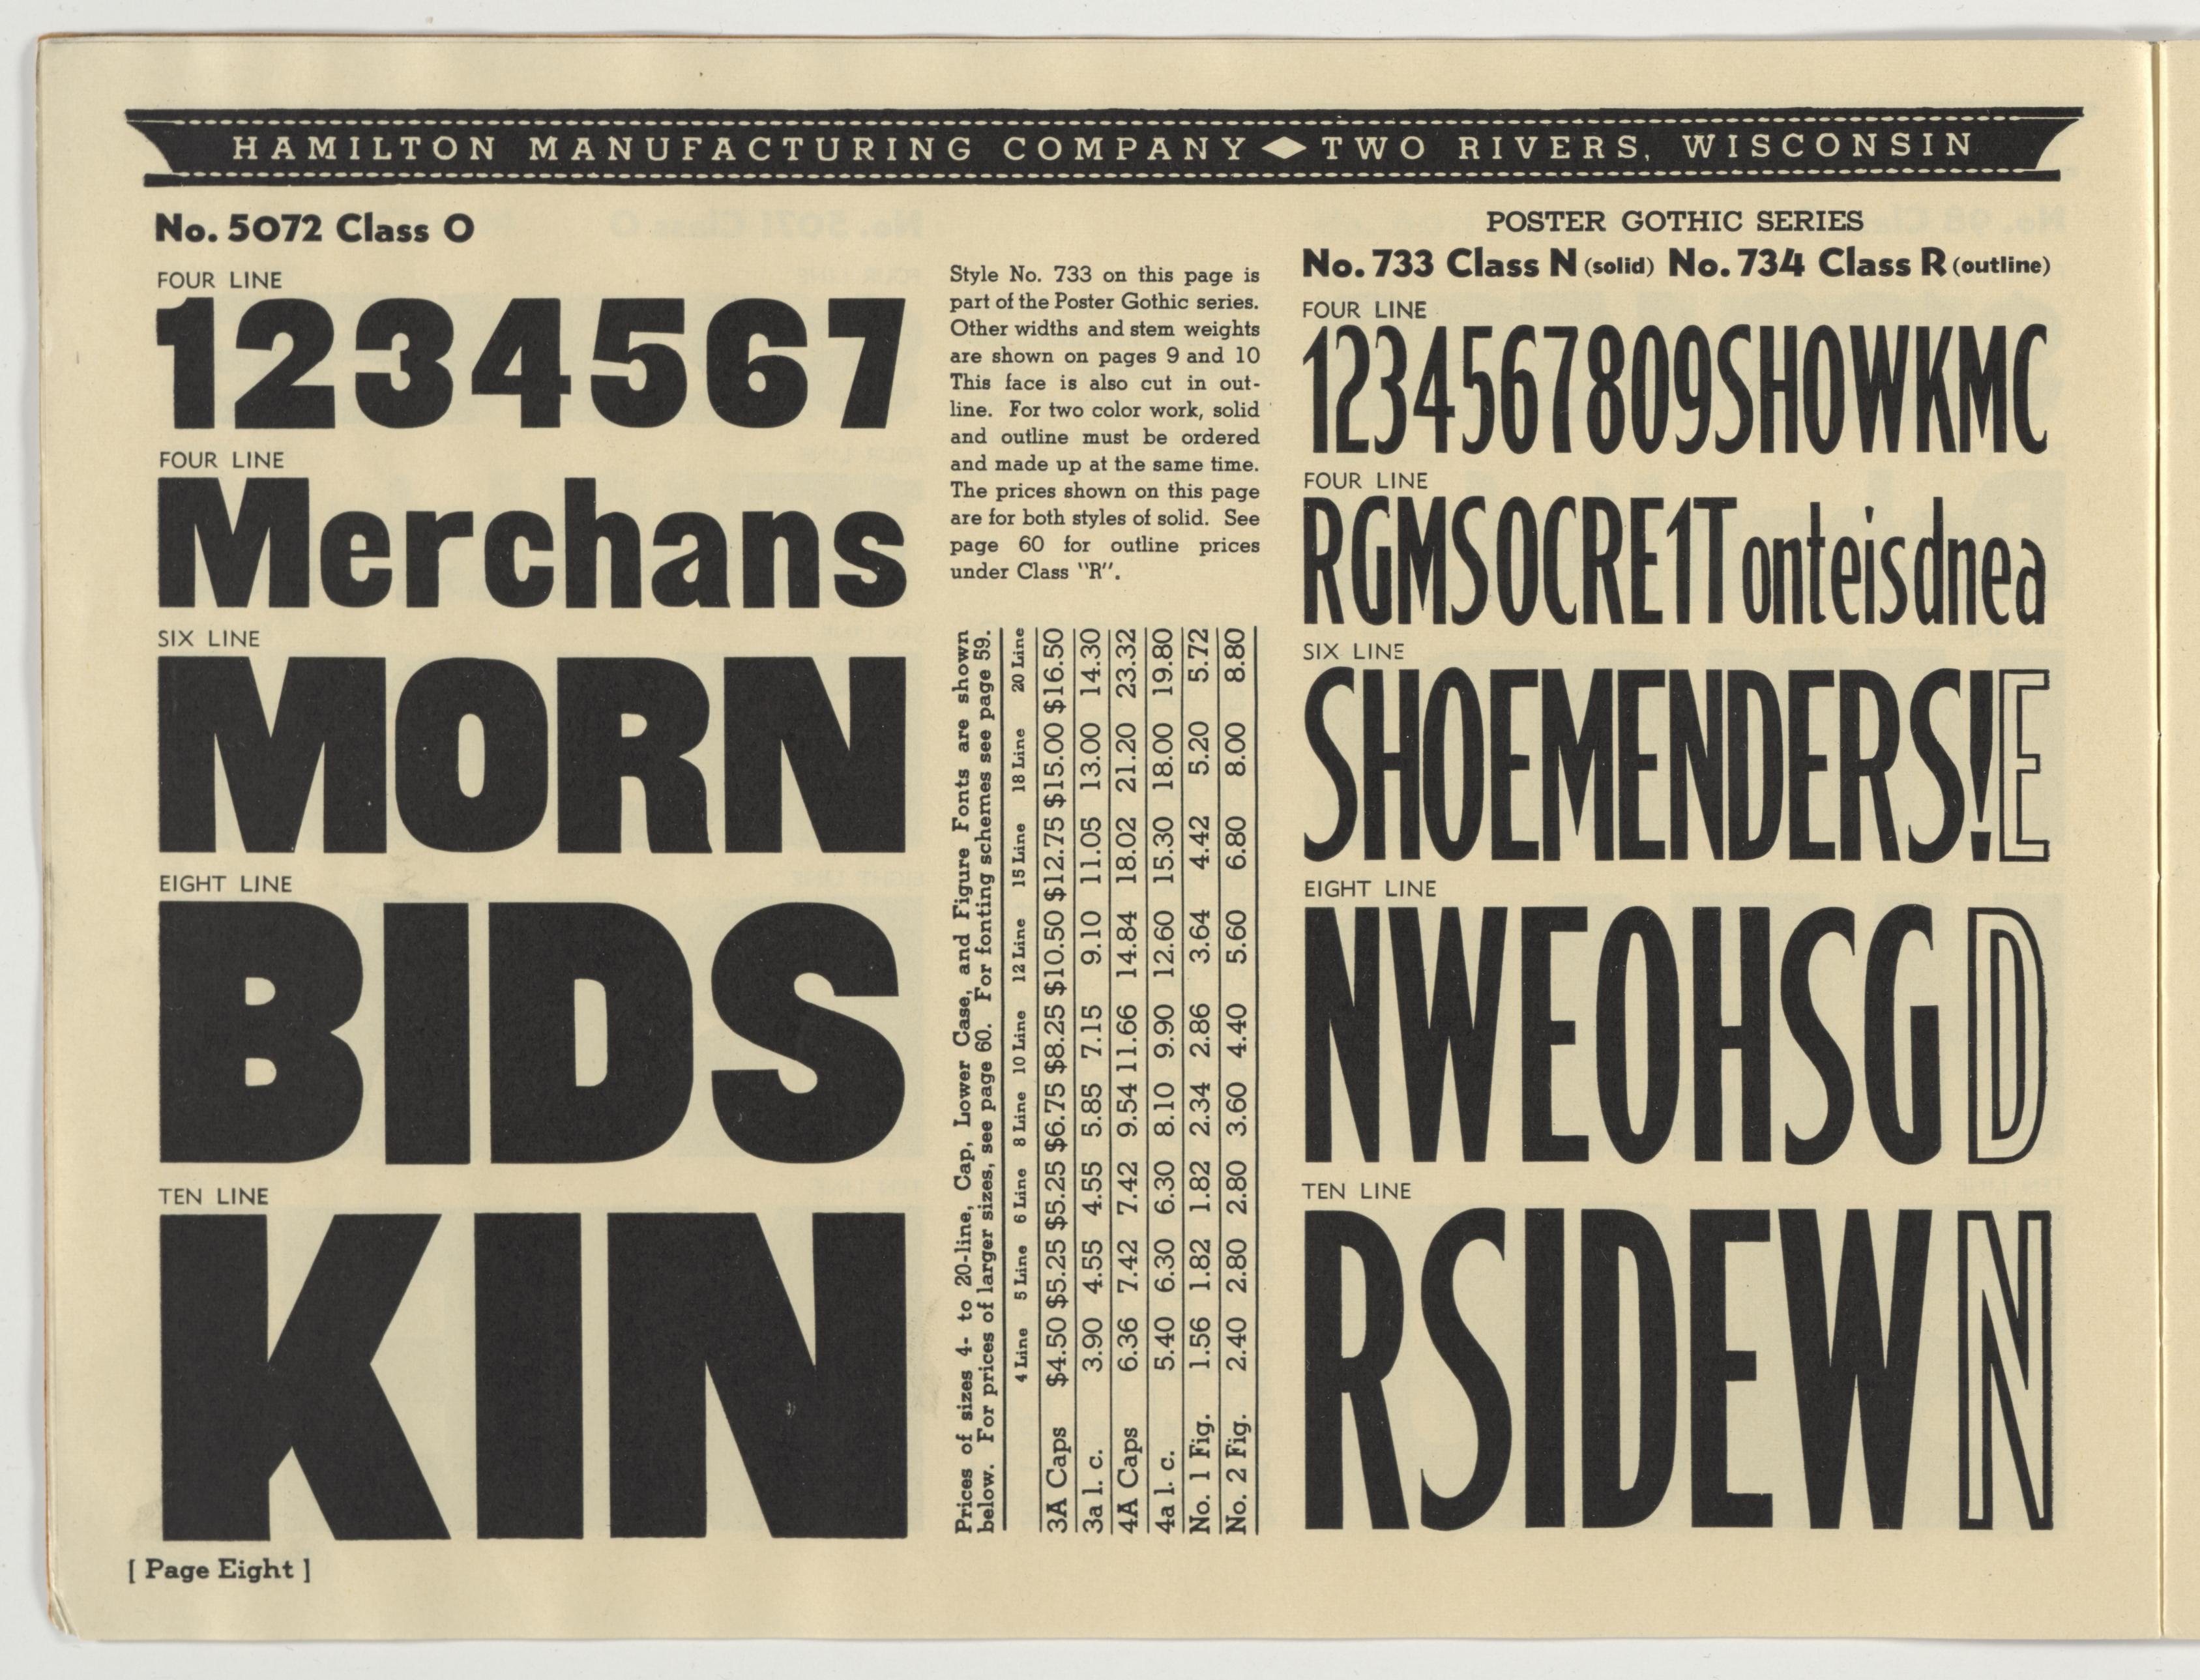 HAMILTON MANUFACTURING COMPANY TWO RIVERS, WISCONSIN
No. 5072 Class O
FOUR LINE
1234567
FOUR LINE
Merchans
SIX LINE
MORN
EIGHT LINE
BIDS
TEN LINE
KIN
[ Page Eight ]
Style No. 733 on this page is
part of the Poster Gothic series.
Other widths and stem weights
are shown on pages 9 and 10
This face is also cut in out-
line. For two color work, solid
and outline must be ordered
and made up at the same time.
The prices shown on this page
are for both styles of solid. See
page 60 for outline prices
under Class "R".
Prices of sizes 4- to 20-line, Cap, Lower Case, and Figure Fonts are shown
below. For prices of larger sizes, see page 60. For fonting schemes see page 59.
4 Line 5 Line 6 Line 8 Line 10 Line 12 Line 15 Line 18 Line 20 Line
3A Caps $4.50 $5.25 $5.25 $6.75 $8.25 $10.50 $12.75 $15.00 $16.50
3a l. c. 3.90 4.55 4.55 5.85 7.15 9.10 11.05 13.00 14.30
4A Caps 6.36 7.42 7.42 9.54 11.66 14.84 18.02 21.20 23.32
4a l. c. 5.40 6.30 6.30 8.10 9.90 12.60 15.30 18.00 19.80
No. 1 Fig. 1.56 1.82 1.82 2.34 2.86 3.64 4.42 5.20 5.72
No. 2 Fig. 2.40 2.80 2.80 3.60 4.40 5.60 6.80 8.00 8.80
POSTER GOTHIC SERIES
No. 733 Class N (solid) No. 734 Class R (outline)
FOUR LINE
1234567809SHOWKMC
FOUR LINE
RGMSOCRE1T onteisdnea
SIX LINE
SHOEMENDERS!E
EIGHT LINE
NWEOHSG D
TEN LINE
RSIDEW N